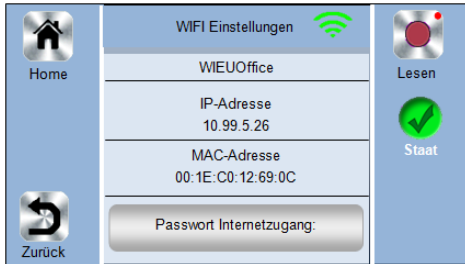 WIFI Einstellungen
Home
WIEUOffice
Lesen
IP-Adresse
10.99.5.26
MAC-Adresse
00:1E:C0:12:69:0C
Staat
Passwort Internetzugang:
Zurück